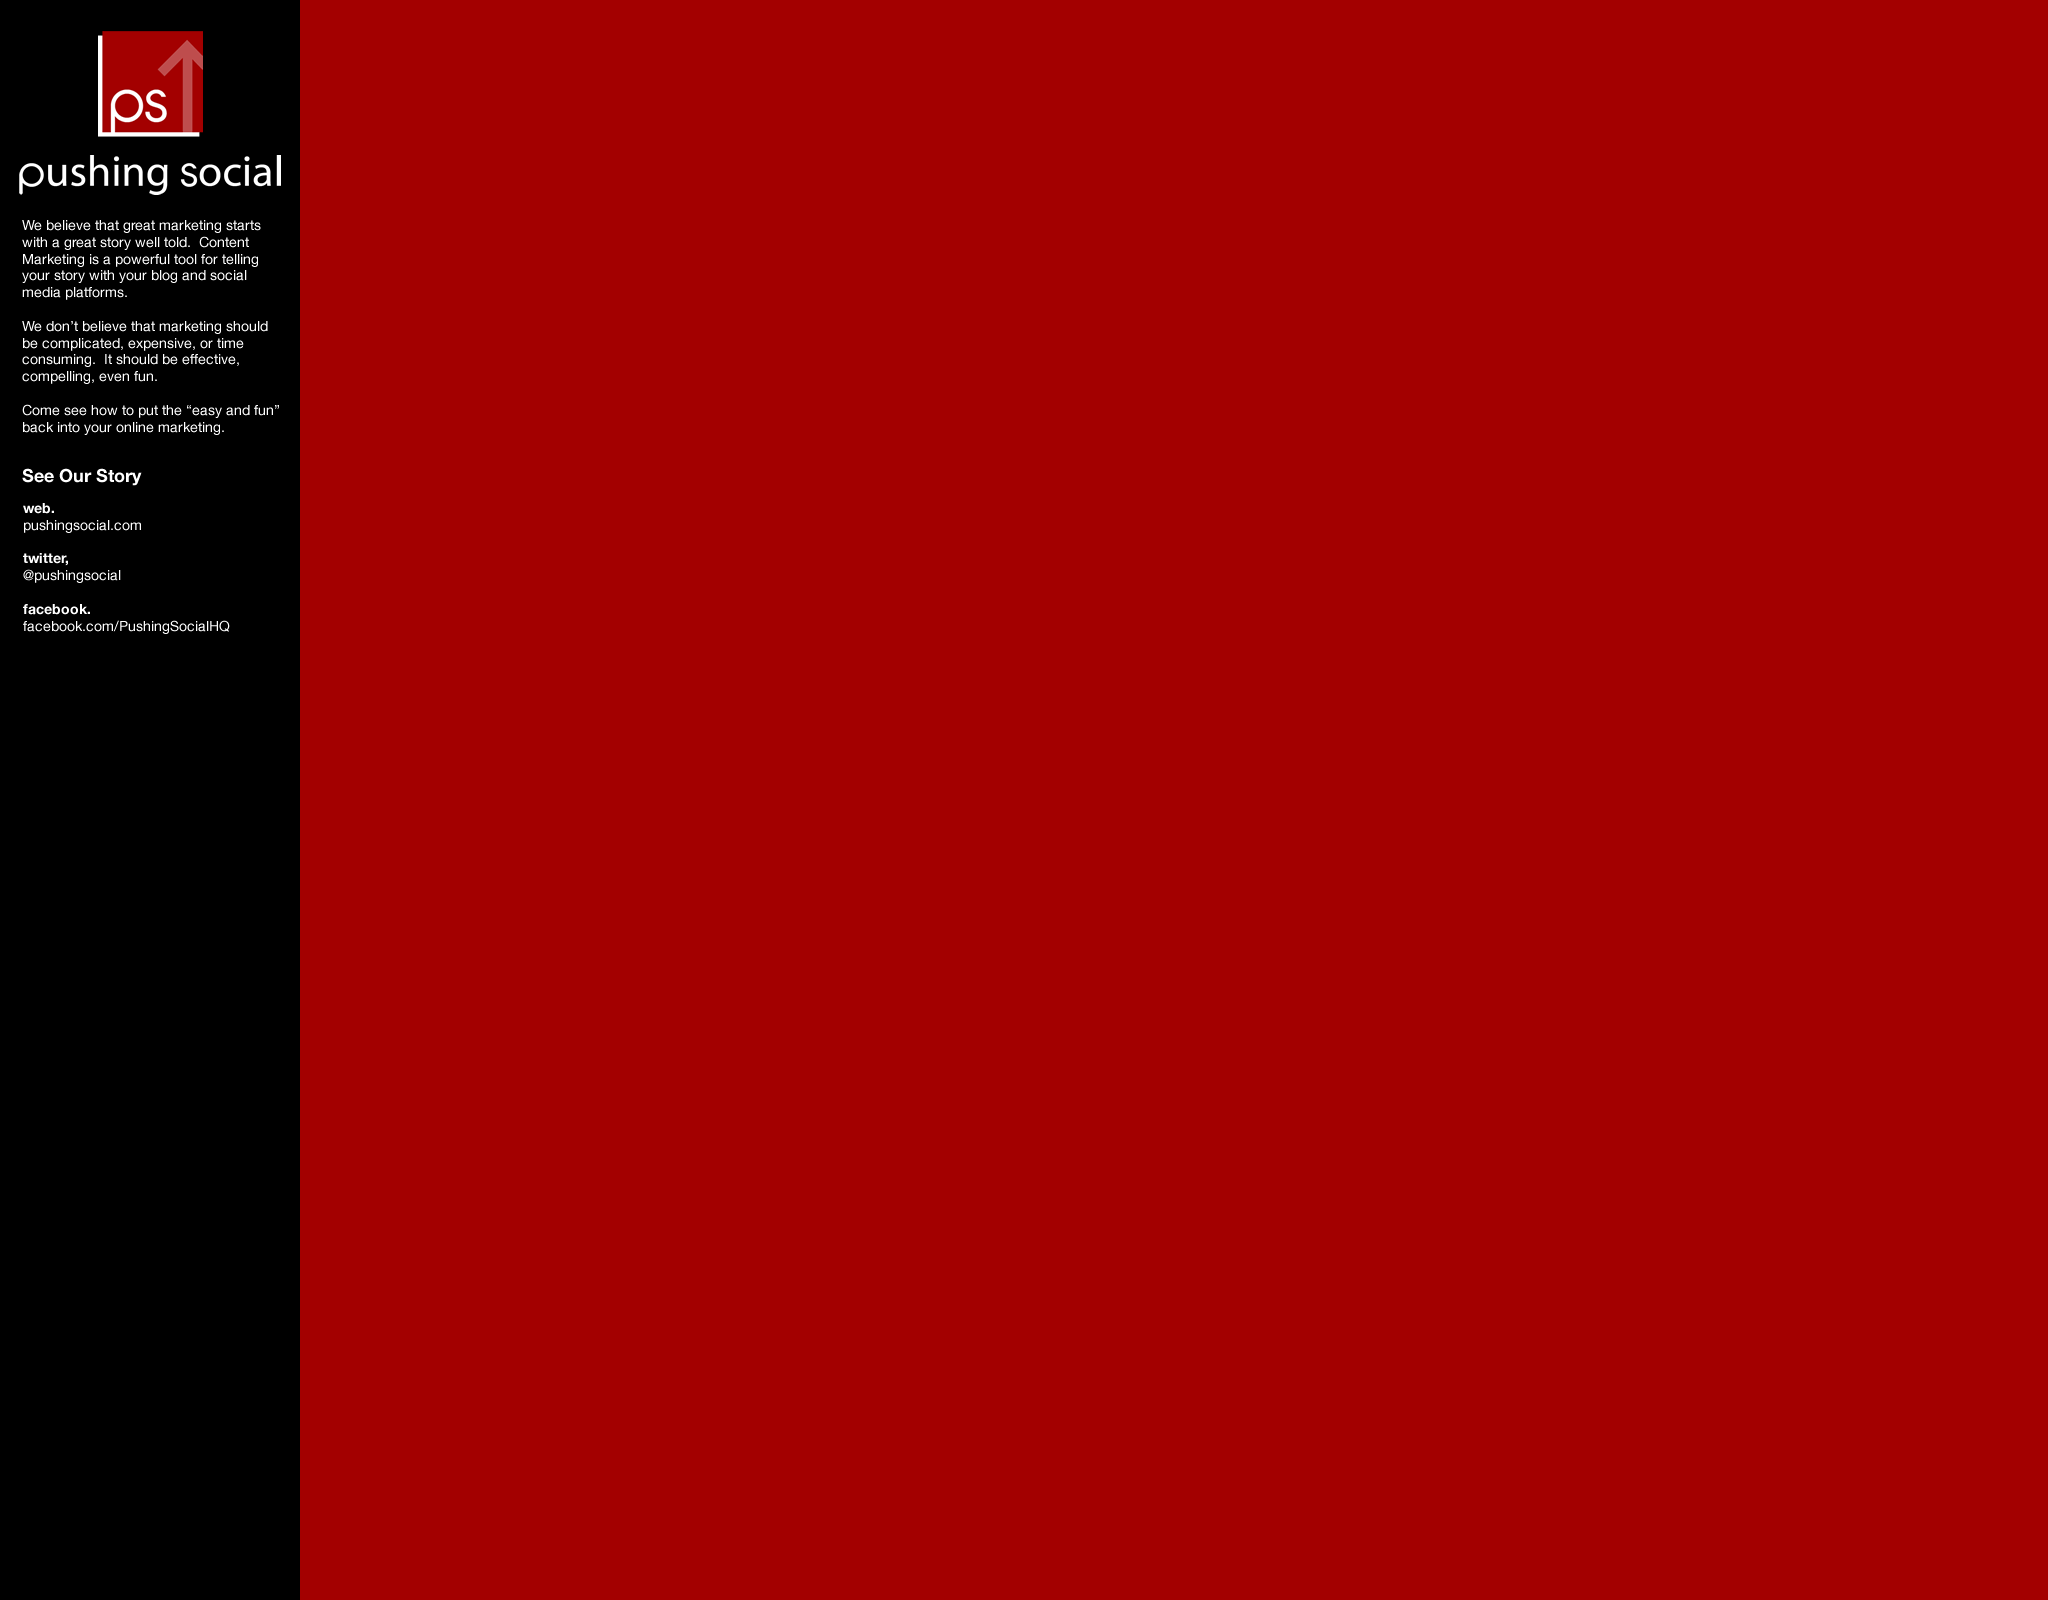 ps
pushing social
We believe that great marketing starts
with a great story well told.  Content
Marketing is a powerful tool for telling
your story with your blog and social
media platforms.
We don’t believe that marketing should
be complicated, expensive, or time
consuming.  It should be effective,
compelling, even fun.
Come see how to put the “easy and fun”
back into your online marketing.
See Our Story
web.
pushingsocial.com
twitter,
@pushingsocial
facebook.
facebook.com/PushingSocialHQ